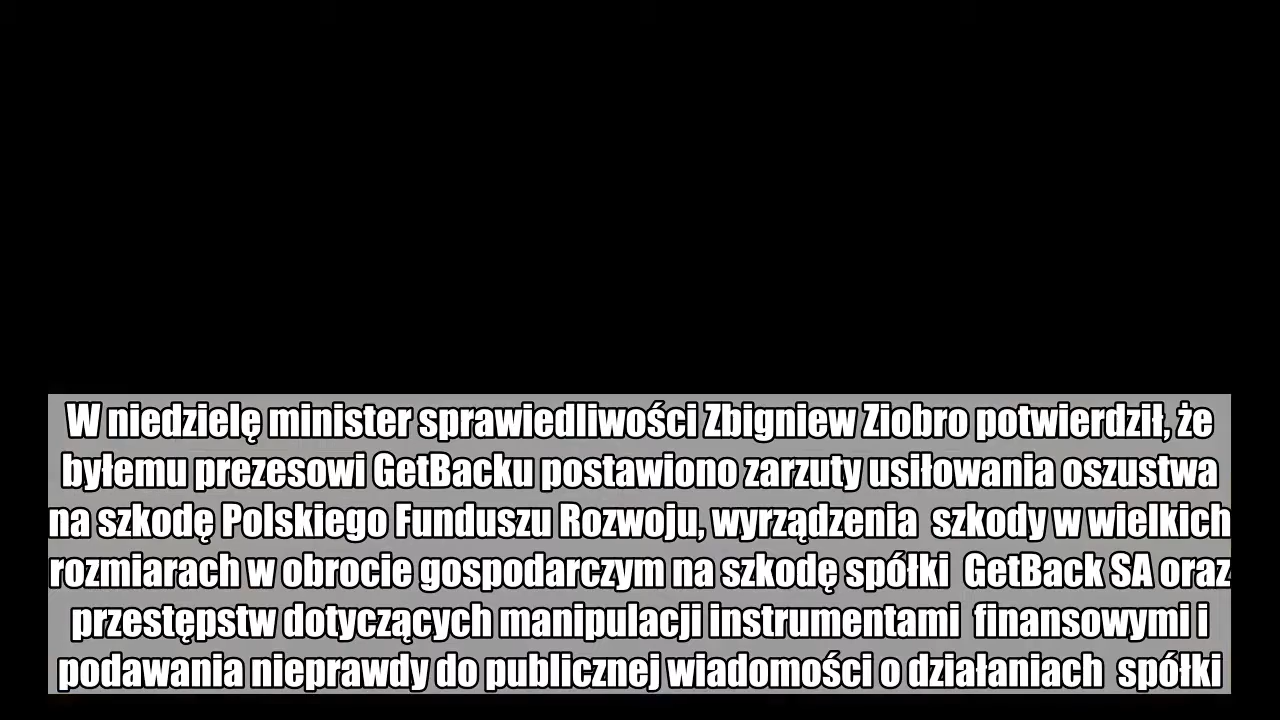 W niedzielę minister sprawiedliwości Zbigniew Ziobro potwierdził, że
byłemu prezesowi GetBacku postawiono zarzuty usiłowania oszustwa
na szkodę Polskiego Funduszu Rozwoju, wyrządzenia  szkody w wielkich
rozmiarach w obrocie gospodarczym na szkodę spółki  GetBack SA oraz
przestępstw dotyczących manipulacji instrumentami  finansowymi i
podawania nieprawdy do publicznej wiadomości o działaniach  spółki